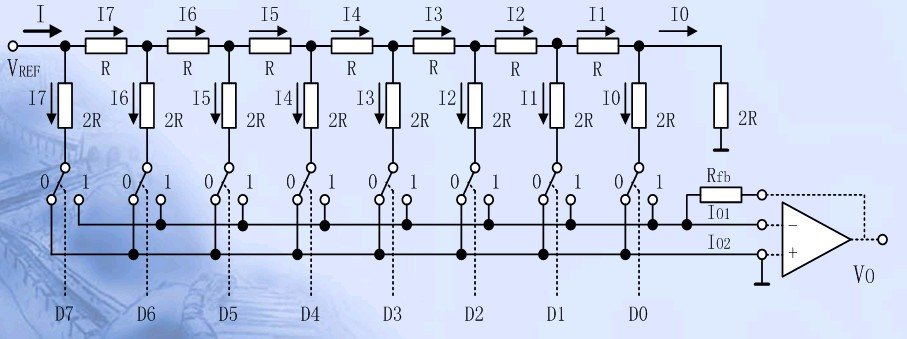 I I7 I6 I5 I4 I3 I2 I1 I0
VREF R R R R R R R
I7 2R I6 2R I5 2R I4 2R I3 2R I2 2R I1 2R I0 2R 2R
0 1 0 1 0 1 0 1 0 1 0 1 0 1 0 1 Rfb
IO1 −
IO2 +
VO
D7 D6 D5 D4 D3 D2 D1 D0